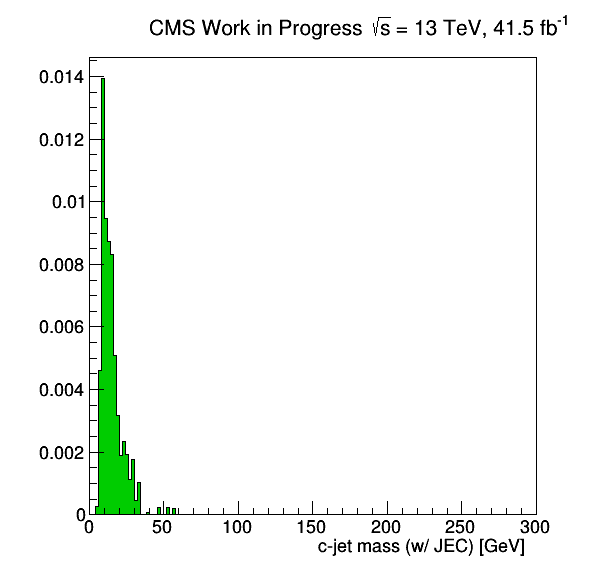 CMS Work in Progress √s = 13 TeV, 41.5 fb⁻¹
0.014
0.012
0.01
0.008
0.006
0.004
0.002
0
0 50 100 150 200 250 300
c-jet mass (w/ JEC) [GeV]